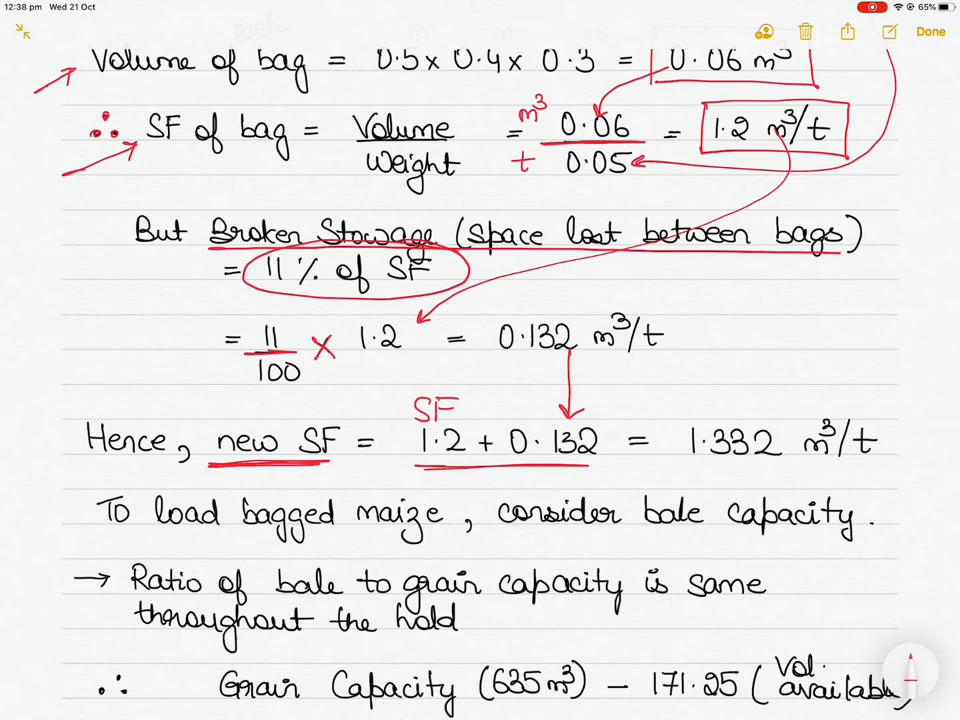 12:38 pm Wed 21 Oct
65%
Done
Volume of bag = 0.5 x 0.4 x 0.3 = 0.06 m³
∴ SF of bag = Volume / Weight = m³ 0.06 / t 0.05 = 1.2 m³/t
But Broken Stowage (space lost between bags)
= 11 % of SF
= 11/100 × 1.2 = 0.132 m³/t
SF
Hence, new SF = 1.2 + 0.132 = 1.332 m³/t
To load bagged maize, consider bale capacity.
→ Ratio of bale to grain capacity is same
throughout the hold
∴ Grain Capacity (635m³) - 171.25 (Vol. available)